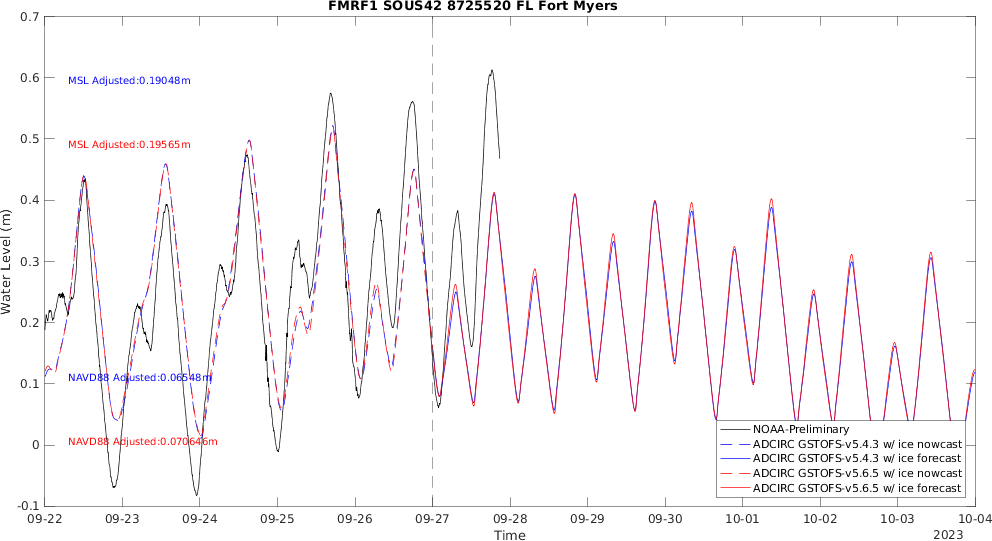 FMRF1 SOUS42 8725520 FL Fort Myers
0.7
0.6
0.5
0.4
0.3
0.2
0.1
0
-0.1
Water Level (m)
MSL Adjusted:0.19048m
MSL Adjusted:0.19565m
NAVD88 Adjusted:0.06548m
NAVD88 Adjusted:0.070646m
NOAA-Preliminary
ADCIRC GSTOFS-v5.4.3 w/ ice nowcast
ADCIRC GSTOFS-v5.4.3 w/ ice forecast
ADCIRC GSTOFS-v5.6.5 w/ ice nowcast
ADCIRC GSTOFS-v5.6.5 w/ ice forecast
09-22 09-23 09-24 09-25 09-26 09-27 09-28 09-29 09-30 10-01 10-02 10-03 10-04
Time
2023